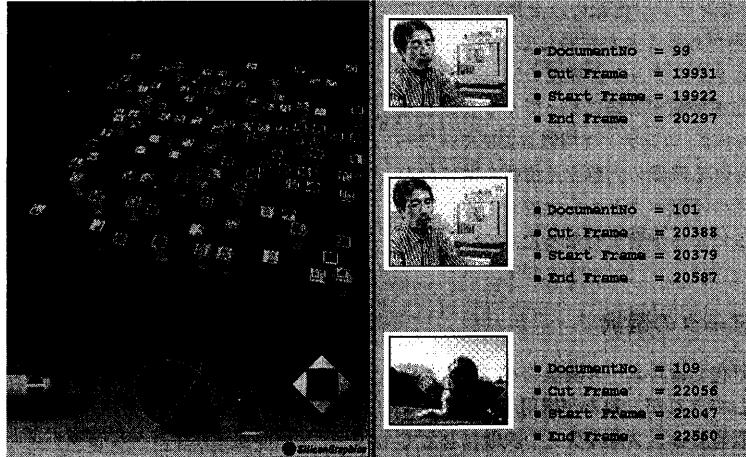 DocumentNo = 99
Cut Frame = 19931
Start Frame = 19922
End Frame = 20297
DocumentNo = 101
Cut Frame = 20388
Start Frame = 20379
End Frame = 20587
DocumentNo = 109
Cut Frame = 22056
Start Frame = 22047
End Frame = 22560
SiliconGraphics